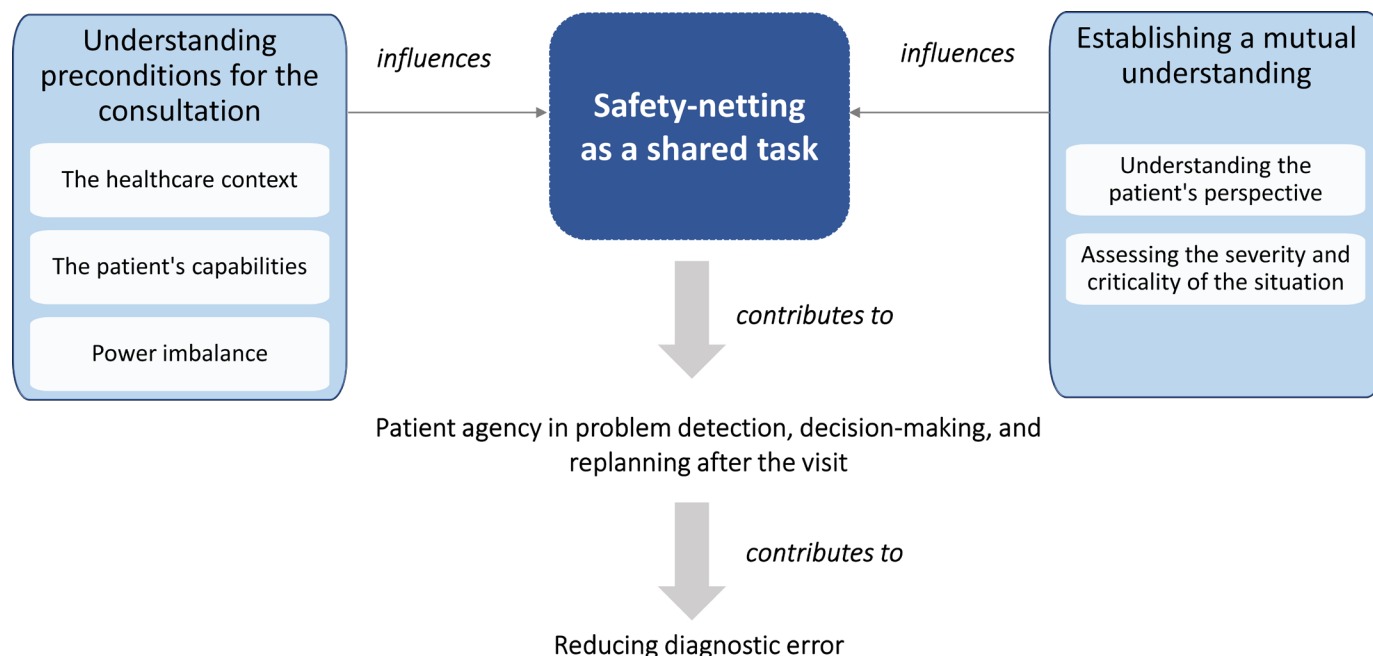 Understanding
preconditions for the
consultation
The healthcare context
The patient's capabilities
Power imbalance
influences
Safety-netting
as a shared task
influences
Establishing a mutual
understanding
Understanding the
patient's perspective
Assessing the severity and
criticality of the situation
contributes to
Patient agency in problem detection, decision-making, and
replanning after the visit
contributes to
Reducing diagnostic error